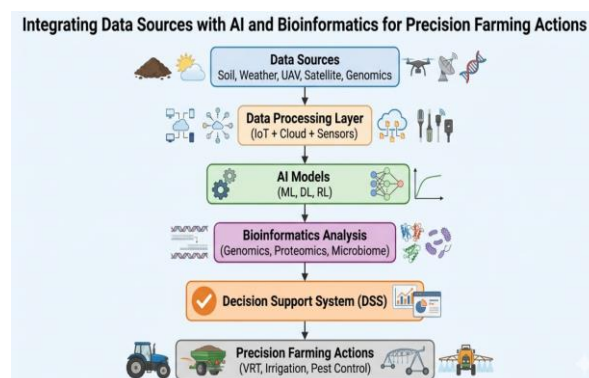 Integrating Data Sources with AI and Bioinformatics for Precision Farming Actions
Data Sources
Soil, Weather, UAV, Satellite, Genomics
Data Processing Layer
(IoT + Cloud + Sensors)
AI Models
(ML, DL, RL)
Bioinformatics Analysis
(Genomics, Proteomics, Microbiome)
Decision Support System (DSS)
Precision Farming Actions
(VRT, Irrigation, Pest Control)